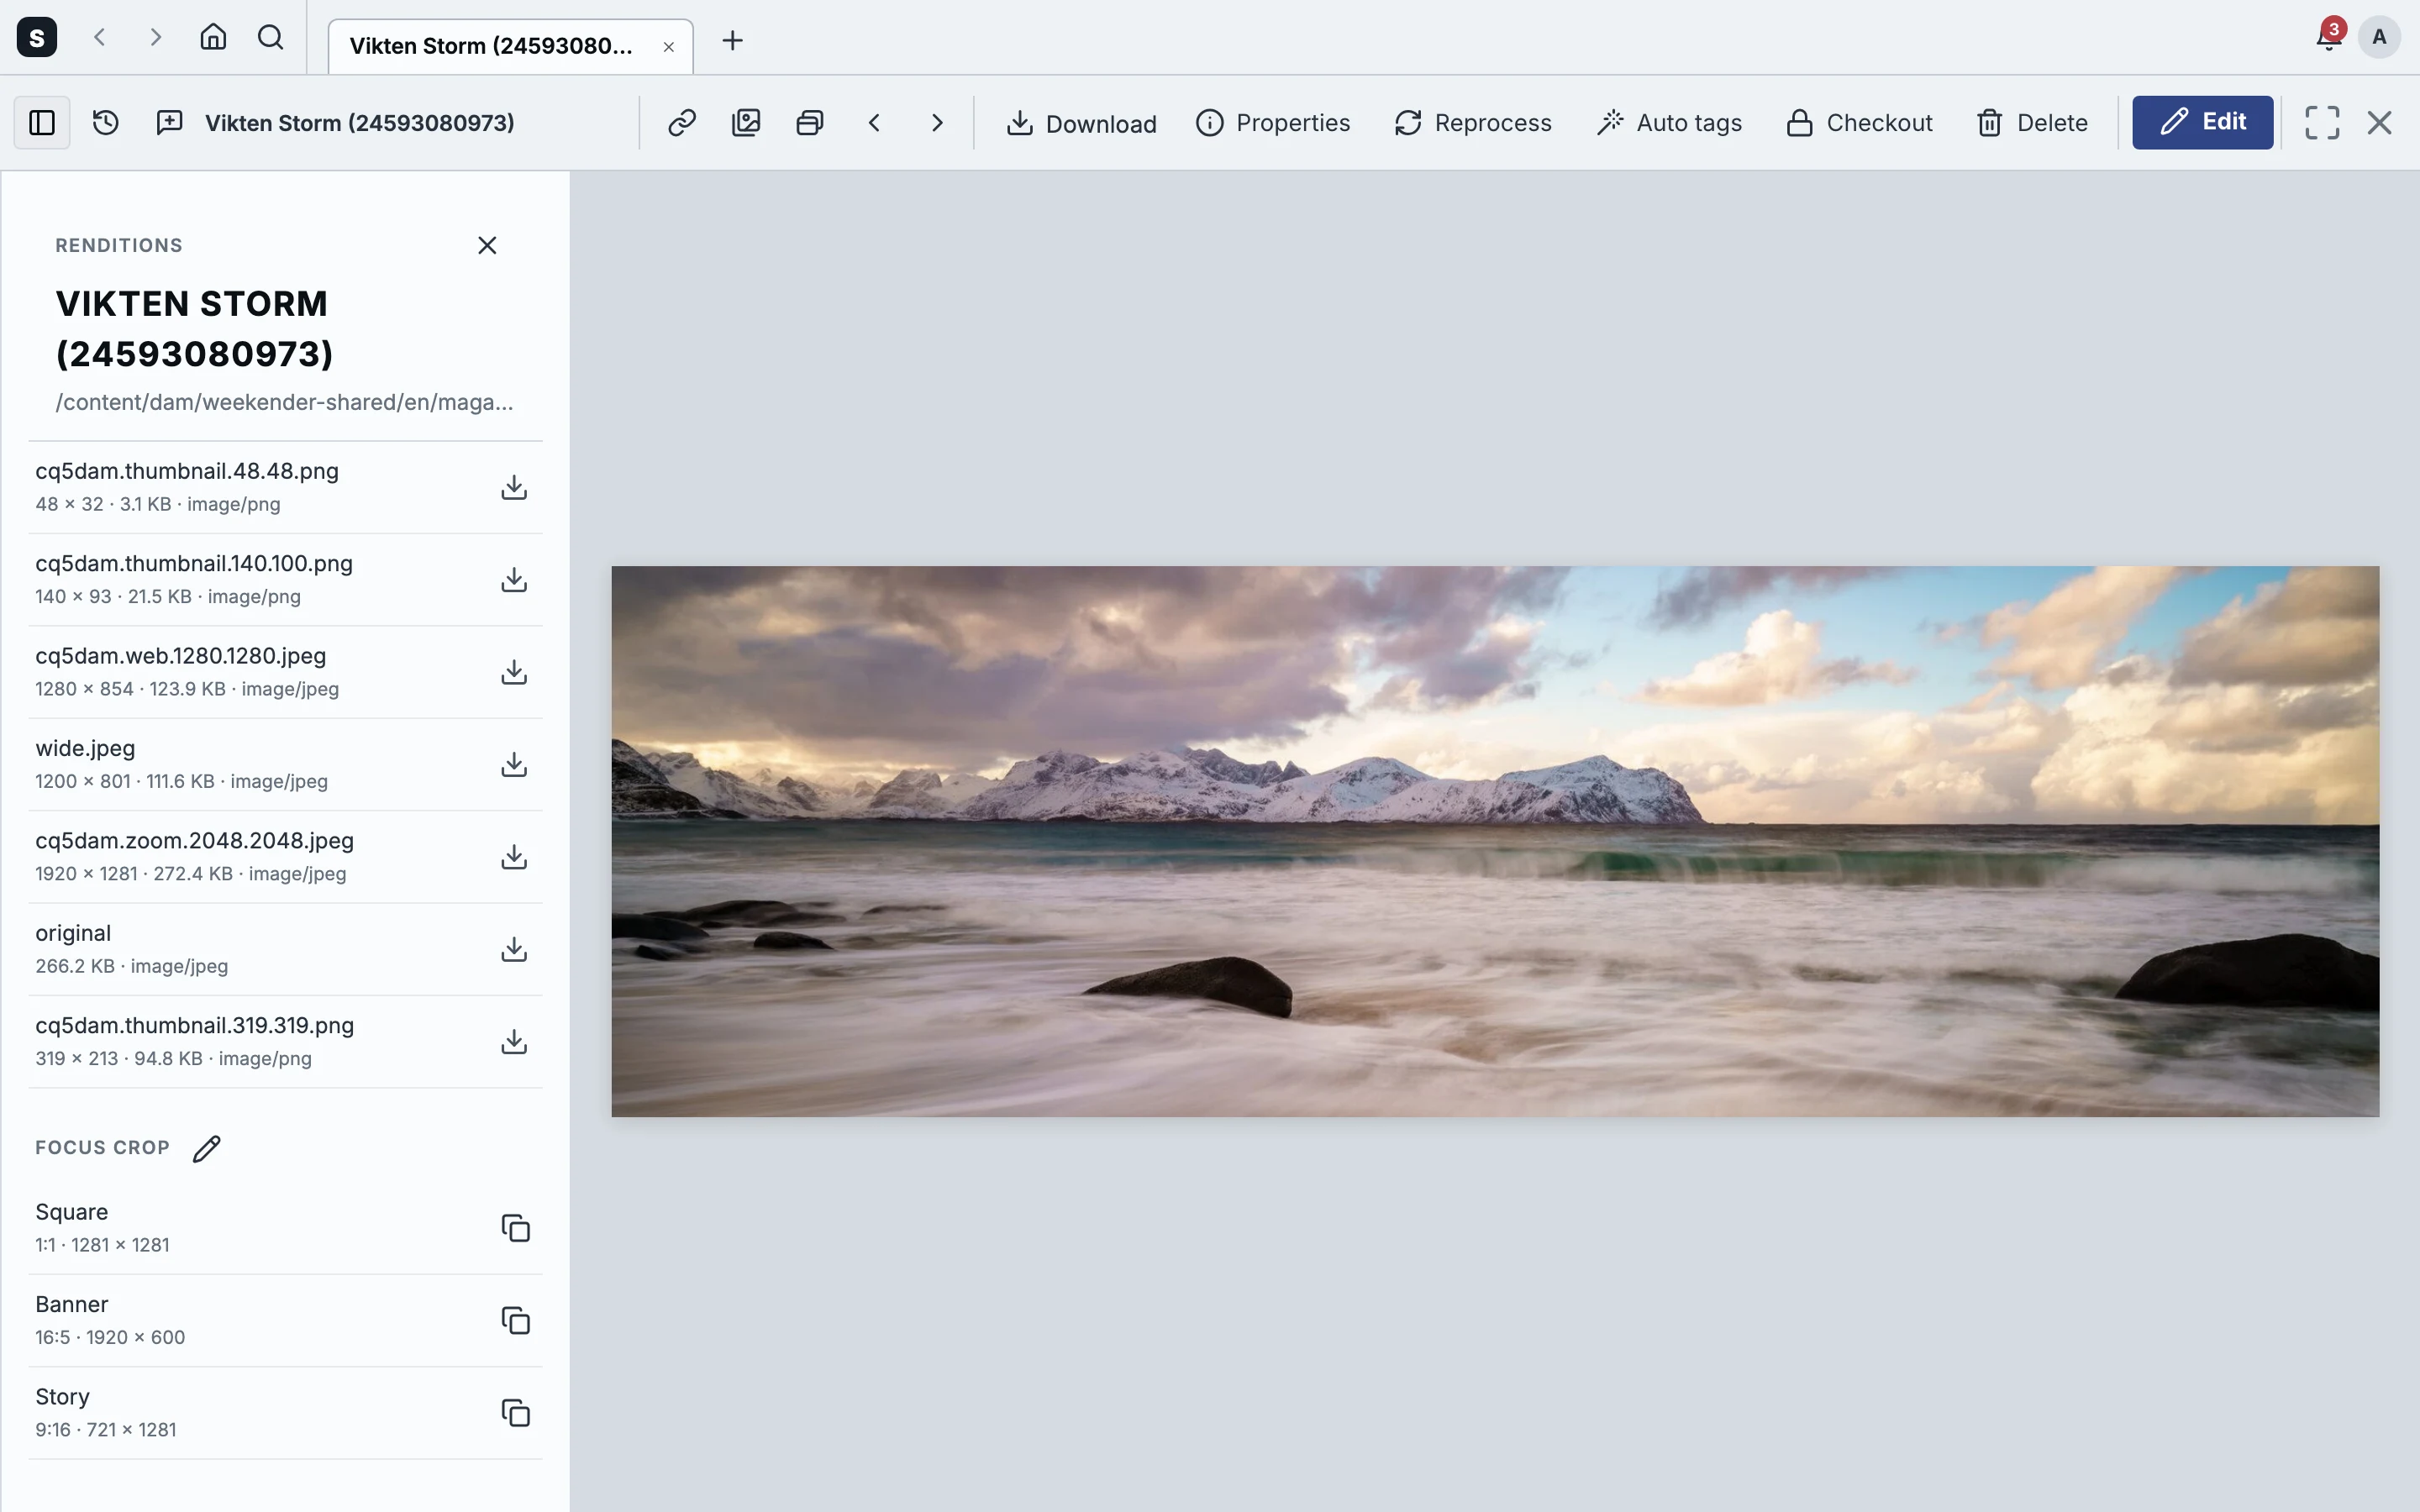 S
Vikten Storm (24593080...
3
A
Vikten Storm (24593080973)
Download
Properties
Reprocess
Auto tags
Checkout
Delete
Edit
RENDITIONS
VIKTEN STORM
(24593080973)
/content/dam/weekender-shared/en/maga...
cq5dam.thumbnail.48.48.png
48 × 32 · 3.1 KB · image/png
cq5dam.thumbnail.140.100.png
140 × 93 · 21.5 KB · image/png
cq5dam.web.1280.1280.jpeg
1280 × 854 · 123.9 KB · image/jpeg
wide.jpeg
1200 × 801 · 111.6 KB · image/jpeg
cq5dam.zoom.2048.2048.jpeg
1920 × 1281 · 272.4 KB · image/jpeg
original
266.2 KB · image/jpeg
cq5dam.thumbnail.319.319.png
319 × 213 · 94.8 KB · image/png
FOCUS CROP
Square
1:1 · 1281 × 1281
Banner
16:5 · 1920 × 600
Story
9:16 · 721 × 1281